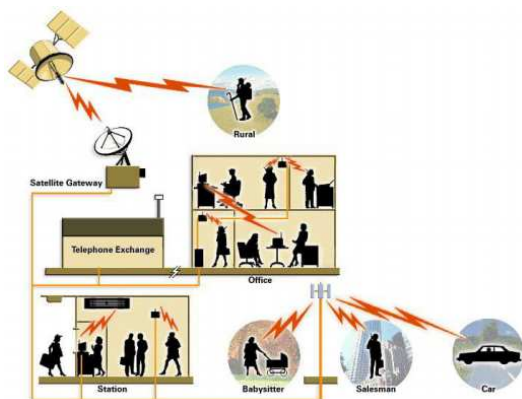 Rural
Satellite Gateway
Telephone Exchange
Office
Station
Babysitter
Salesman
Car